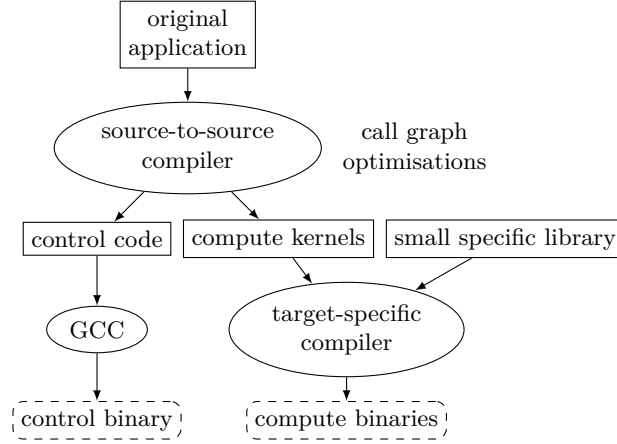 original
application
source-to-source
compiler
call graph
optimisations
control code
compute kernels
small specific library
GCC
target-specific
compiler
control binary
compute binaries